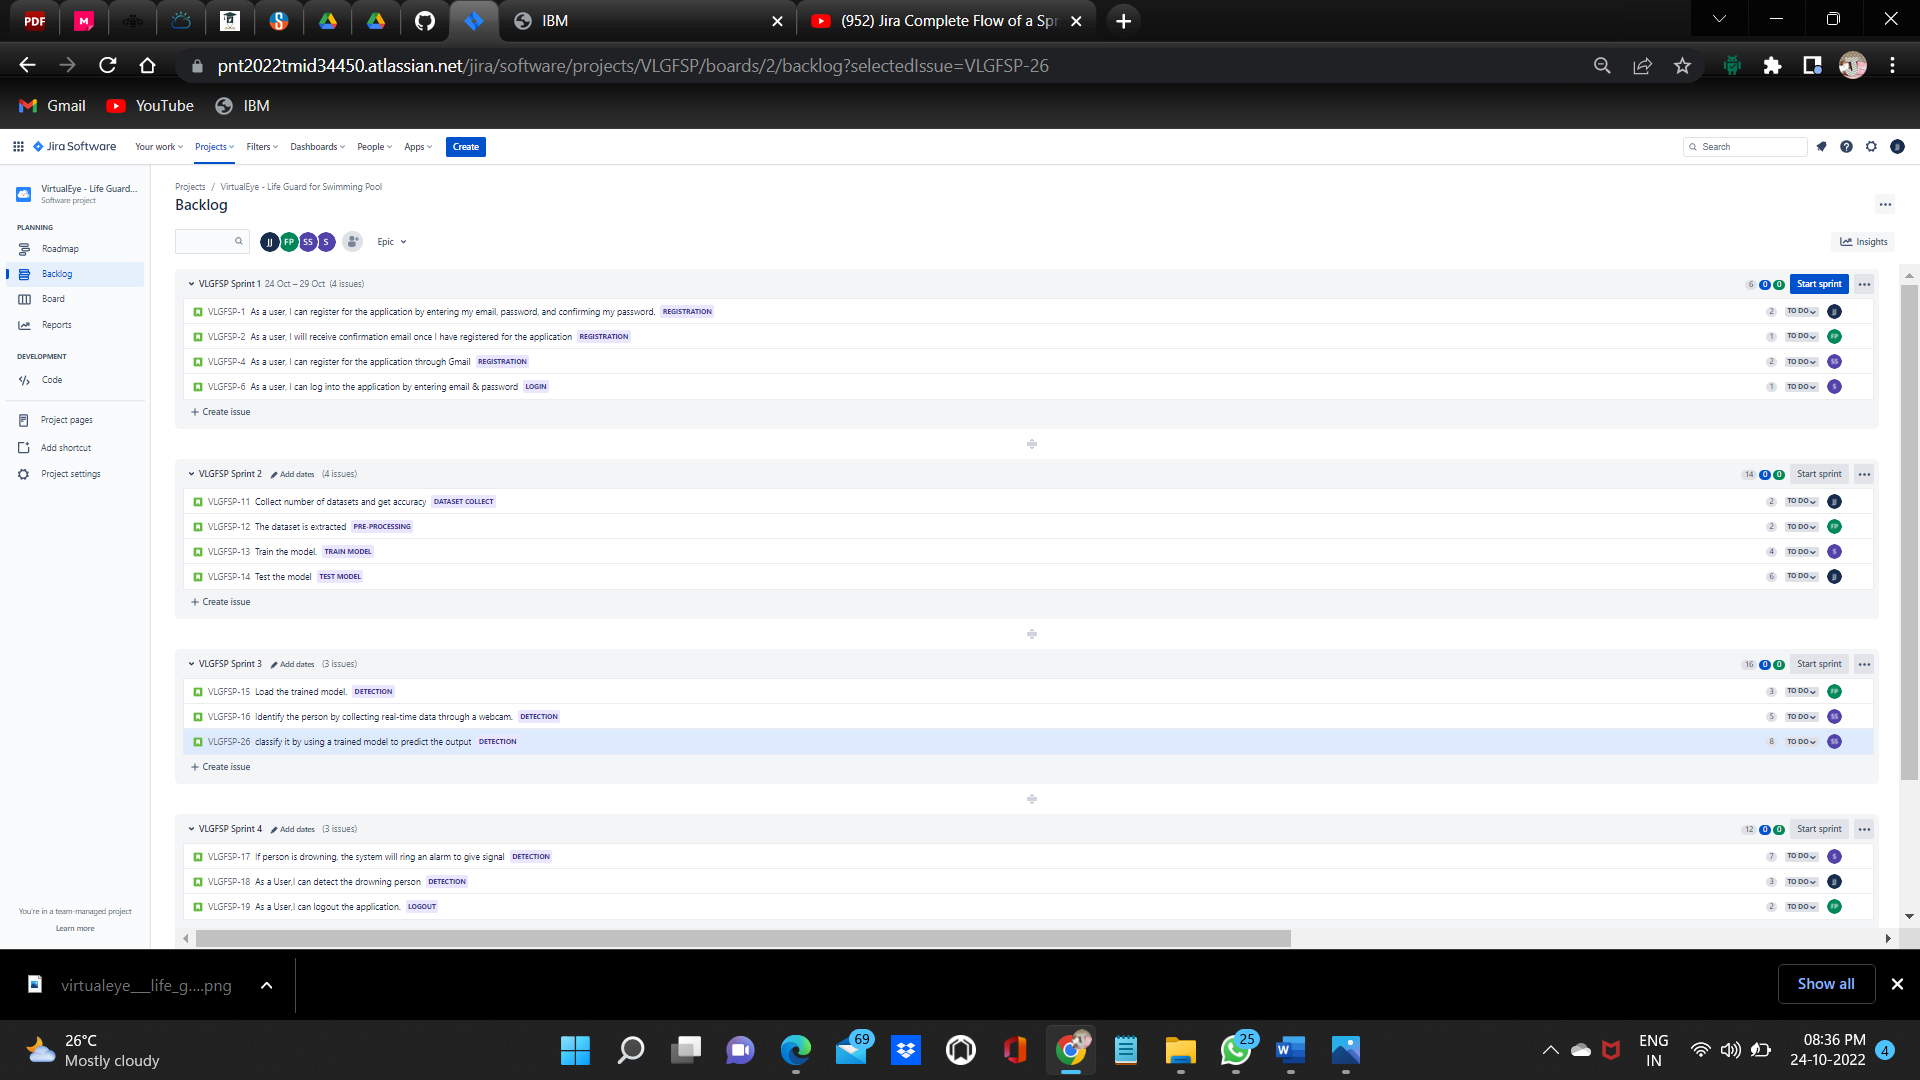 PDF
IBM
(952) Jira Complete Flow of a Spr
pnt2022tmid34450.atlassian.net/jira/software/projects/VLGFSP/boards/2/backlog?selectedIssue=VLGFSP-26
Gmail YouTube IBM
Jira Software Your work Projects Filters Dashboards People Apps Create Search JJ
VirtualEye - Life Guard...
Software project
PLANNING
Roadmap
Backlog
Board
Reports
DEVELOPMENT
Code
Project pages
Add shortcut
Project settings
You're in a team-managed project
Learn more
Projects / VirtualEye - Life Guard for Swimming Pool
Backlog
JJ FP SS S Epic Insights
VLGFSP Sprint 1 24 Oct – 29 Oct (4 issues) 6 0 0 Start sprint
VLGFSP-1 As a user, I can register for the application by entering my email, password, and confirming my password. REGISTRATION 2 TO DO JJ
VLGFSP-2 As a user, I will receive confirmation email once I have registered for the application REGISTRATION 1 TO DO FP
VLGFSP-4 As a user, I can register for the application through Gmail REGISTRATION 2 TO DO SS
VLGFSP-6 As a user, I can log into the application by entering email & password LOGIN 1 TO DO S
+ Create issue
VLGFSP Sprint 2 Add dates (4 issues) 14 0 0 Start sprint
VLGFSP-11 Collect number of datasets and get accuracy DATASET COLLECT 2 TO DO JJ
VLGFSP-12 The dataset is extracted PRE-PROCESSING 2 TO DO FP
VLGFSP-13 Train the model. TRAIN MODEL 4 TO DO S
VLGFSP-14 Test the model TEST MODEL 6 TO DO JJ
+ Create issue
VLGFSP Sprint 3 Add dates (3 issues) 16 0 0 Start sprint
VLGFSP-15 Load the trained model. DETECTION 3 TO DO FP
VLGFSP-16 Identify the person by collecting real-time data through a webcam. DETECTION 5 TO DO SS
VLGFSP-26 classify it by using a trained model to predict the output DETECTION 8 TO DO SS
+ Create issue
VLGFSP Sprint 4 Add dates (3 issues) 12 0 0 Start sprint
VLGFSP-17 If person is drowning, the system will ring an alarm to give signal DETECTION 7 TO DO S
VLGFSP-18 As a User,I can detect the drowning person DETECTION 3 TO DO JJ
VLGFSP-19 As a User,I can logout the application. LOGOUT 2 TO DO FP
virtualeye__life_g....png Show all
26°C
Mostly cloudy
69
25
ENG
IN
08:36 PM
24-10-2022
4